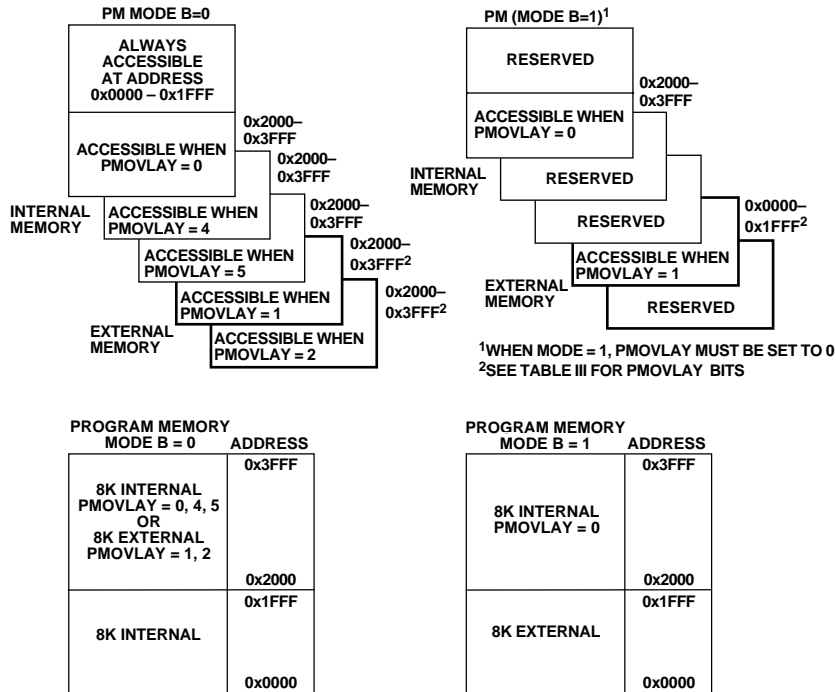 PM MODE B=0
ALWAYS
ACCESSIBLE
AT ADDRESS
0x0000 – 0x1FFF
0x2000–
0x3FFF
ACCESSIBLE WHEN
PMOVLAY = 0
0x2000–
0x3FFF
INTERNAL
MEMORY
ACCESSIBLE WHEN
PMOVLAY = 4
0x2000–
0x3FFF
ACCESSIBLE WHEN
PMOVLAY = 5
0x2000–
0x3FFF²
ACCESSIBLE WHEN
PMOVLAY = 1
0x2000–
0x3FFF²
EXTERNAL
MEMORY
ACCESSIBLE WHEN
PMOVLAY = 2
PM (MODE B=1)¹
RESERVED
0x2000–
0x3FFF
ACCESSIBLE WHEN
PMOVLAY = 0
INTERNAL
MEMORY
RESERVED
RESERVED
0x0000–
0x1FFF²
ACCESSIBLE WHEN
PMOVLAY = 1
EXTERNAL
MEMORY
RESERVED
¹WHEN MODE = 1, PMOVLAY MUST BE SET TO 0
²SEE TABLE III FOR PMOVLAY BITS
PROGRAM MEMORY
MODE B = 0 ADDRESS
0x3FFF
8K INTERNAL
PMOVLAY = 0, 4, 5
OR
8K EXTERNAL
PMOVLAY = 1, 2
0x2000
0x1FFF
8K INTERNAL
0x0000
PROGRAM MEMORY
MODE B = 1 ADDRESS
0x3FFF
8K INTERNAL
PMOVLAY = 0
0x2000
0x1FFF
8K EXTERNAL
0x0000